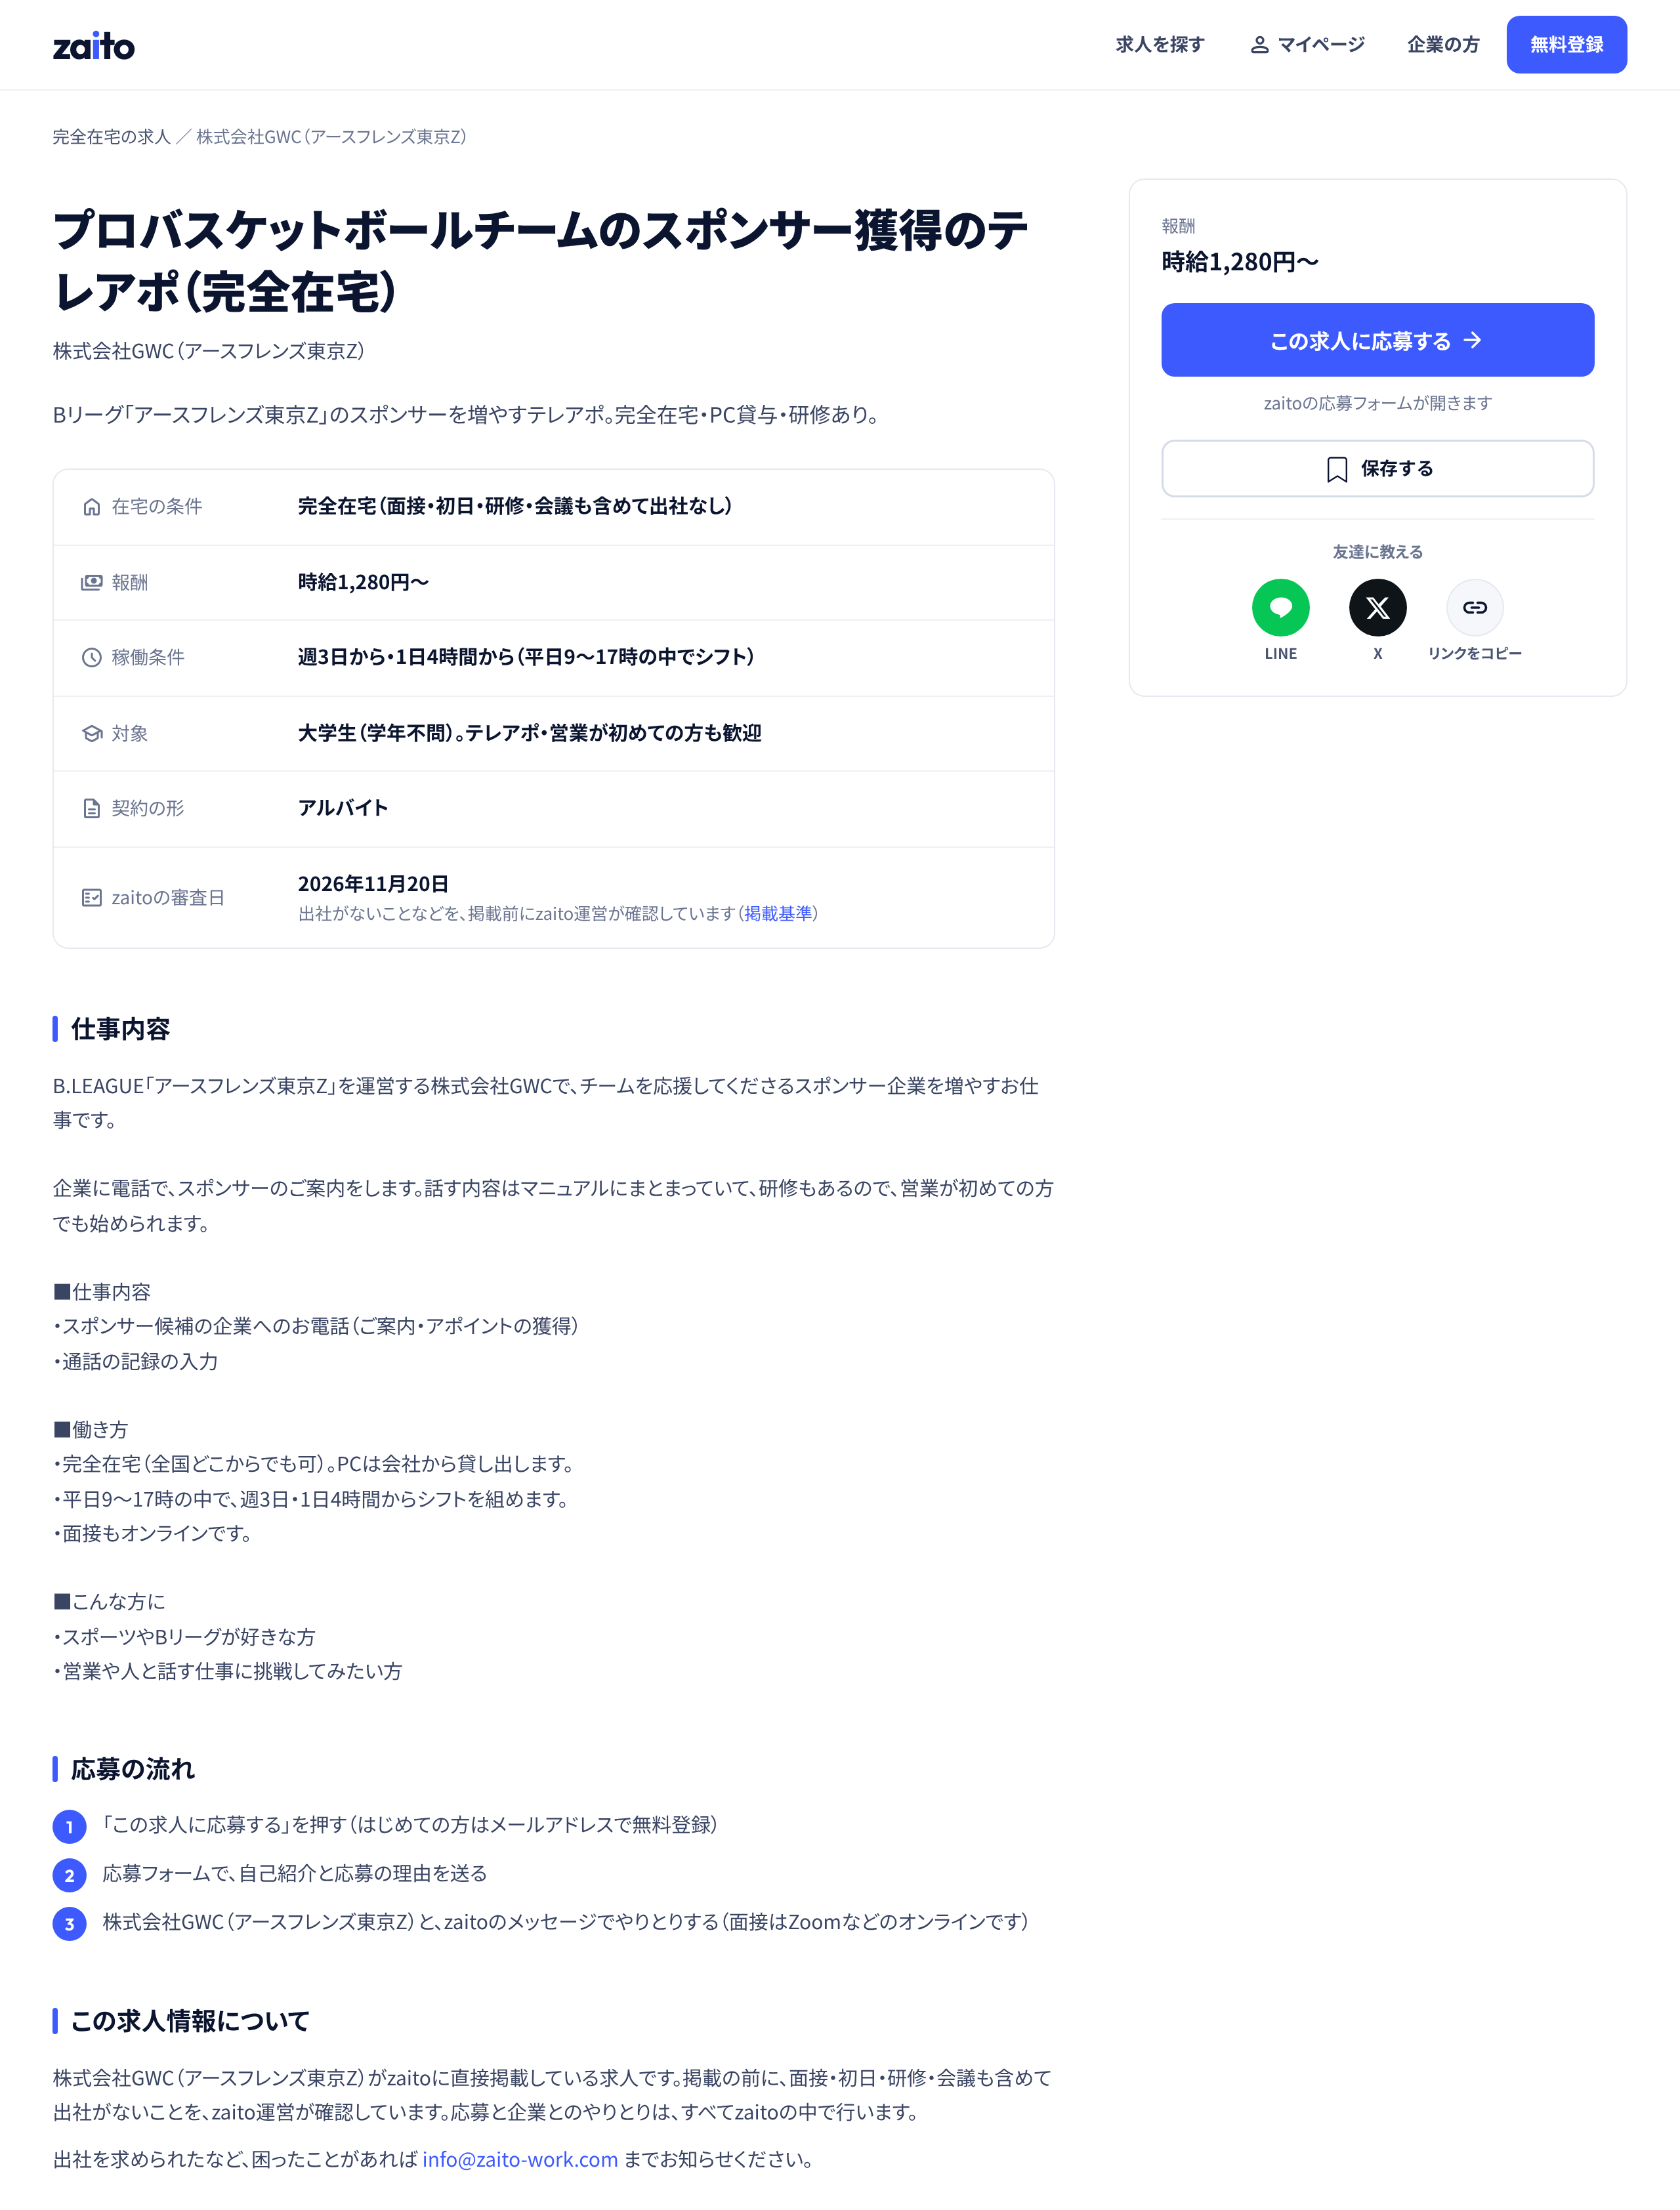 zaito
求人を探す
マイページ
企業の方
無料登録
完全在宅の求人 ／ 株式会社GWC（アースフレンズ東京Z）
プロバスケットボールチームのスポンサー獲得のテ
レアポ（完全在宅）
株式会社GWC（アースフレンズ東京Z）
Bリーグ「アースフレンズ東京Z」のスポンサーを増やすテレアポ。完全在宅・PC貸与・研修あり。
在宅の条件 完全在宅（面接・初日・研修・会議も含めて出社なし）
報酬 時給1,280円〜
稼働条件 週3日から・1日4時間から（平日9〜17時の中でシフト）
対象 大学生（学年不問）。テレアポ・営業が初めての方も歓迎
契約の形 アルバイト
zaitoの審査日 2026年11月20日
出社がないことなどを、掲載前にzaito運営が確認しています（掲載基準）
報酬
時給1,280円〜
この求人に応募する →
zaitoの応募フォームが開きます
保存する
友達に教える
LINE
X
リンクをコピー
仕事内容
B.LEAGUE「アースフレンズ東京Z」を運営する株式会社GWCで、チームを応援してくださるスポンサー企業を増やすお仕
事です。
企業に電話で、スポンサーのご案内をします。話す内容はマニュアルにまとまっていて、研修もあるので、営業が初めての方
でも始められます。
■仕事内容
・スポンサー候補の企業へのお電話（ご案内・アポイントの獲得）
・通話の記録の入力
■働き方
・完全在宅（全国どこからでも可）。PCは会社から貸し出します。
・平日9〜17時の中で、週3日・1日4時間からシフトを組めます。
・面接もオンラインです。
■こんな方に
・スポーツやBリーグが好きな方
・営業や人と話す仕事に挑戦してみたい方
応募の流れ
1 「この求人に応募する」を押す（はじめての方はメールアドレスで無料登録）
2 応募フォームで、自己紹介と応募の理由を送る
3 株式会社GWC（アースフレンズ東京Z）と、zaitoのメッセージでやりとりする（面接はZoomなどのオンラインです）
この求人情報について
株式会社GWC（アースフレンズ東京Z）がzaitoに直接掲載している求人です。掲載の前に、面接・初日・研修・会議も含めて
出社がないことを、zaito運営が確認しています。応募と企業とのやりとりは、すべてzaitoの中で行います。
出社を求められたなど、困ったことがあれば info@zaito-work.com までお知らせください。